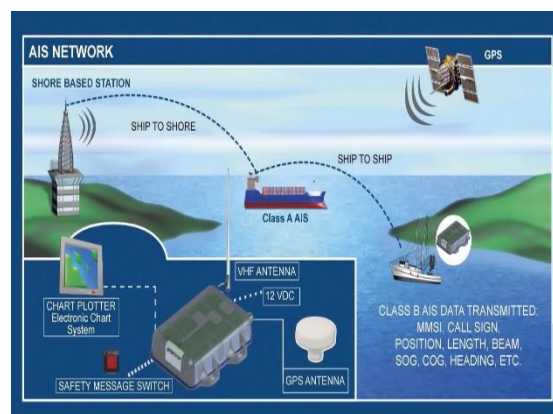 AIS NETWORK
GPS
SHORE BASED STATION
SHIP TO SHORE
SHIP TO SHIP
Class A AIS
VHF ANTENNA
12 VDC
CHART PLOTTER
Electronic Chart
System
SAFETY MESSAGE SWITCH
GPS ANTENNA
CLASS B AIS DATA TRANSMITTED:
MMSI, CALL SIGN,
POSITION, LENGTH, BEAM,
SOG, COG, HEADING, ETC.